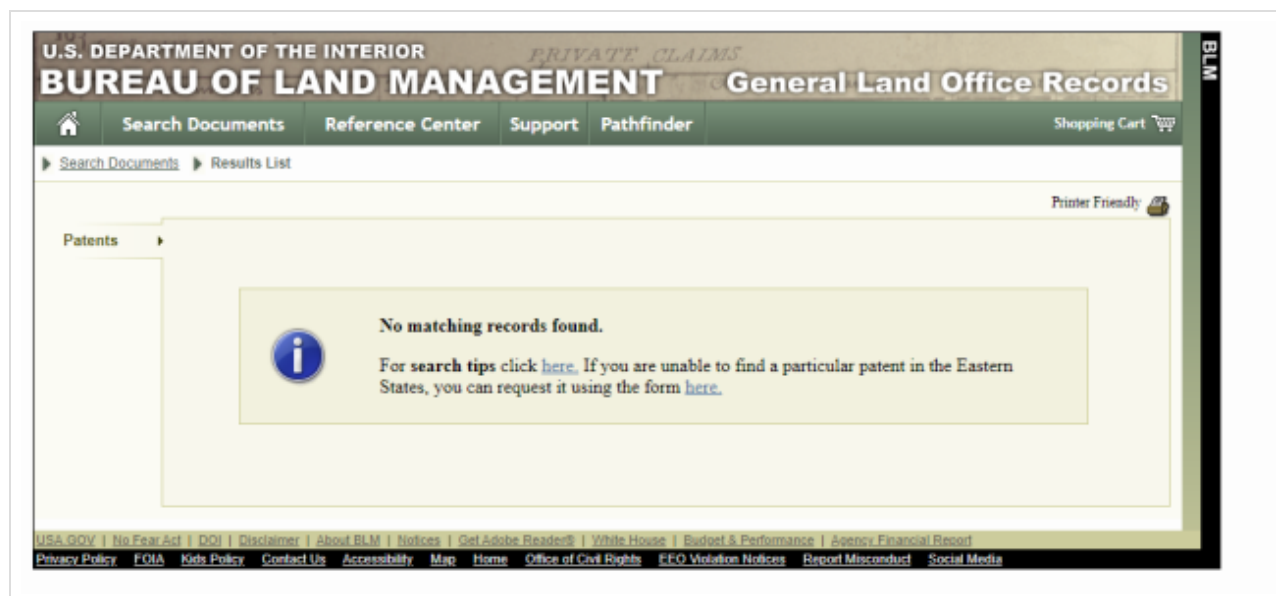 U.S. DEPARTMENT OF THE INTERIOR
PRIVATE CLAIMS
BUREAU OF LAND MANAGEMENT
General Land Office Records
BLM
Search Documents Reference Center Support Pathfinder Shopping Cart
Search Documents Results List
Printer Friendly
Patents
No matching records found.
For search tips click here. If you are unable to find a particular patent in the Eastern
States, you can request it using the form here.
USA.GOV | No Fear Act | DOI | Disclaimer | About BLM | Notices | Get Adobe Reader® | White House | Budget & Performance | Agency Financial Report
Privacy Policy FOIA Kids Policy Contact Us Accessibility Map Home Office of Civil Rights EEO Violation Notices Report Misconduct Social Media